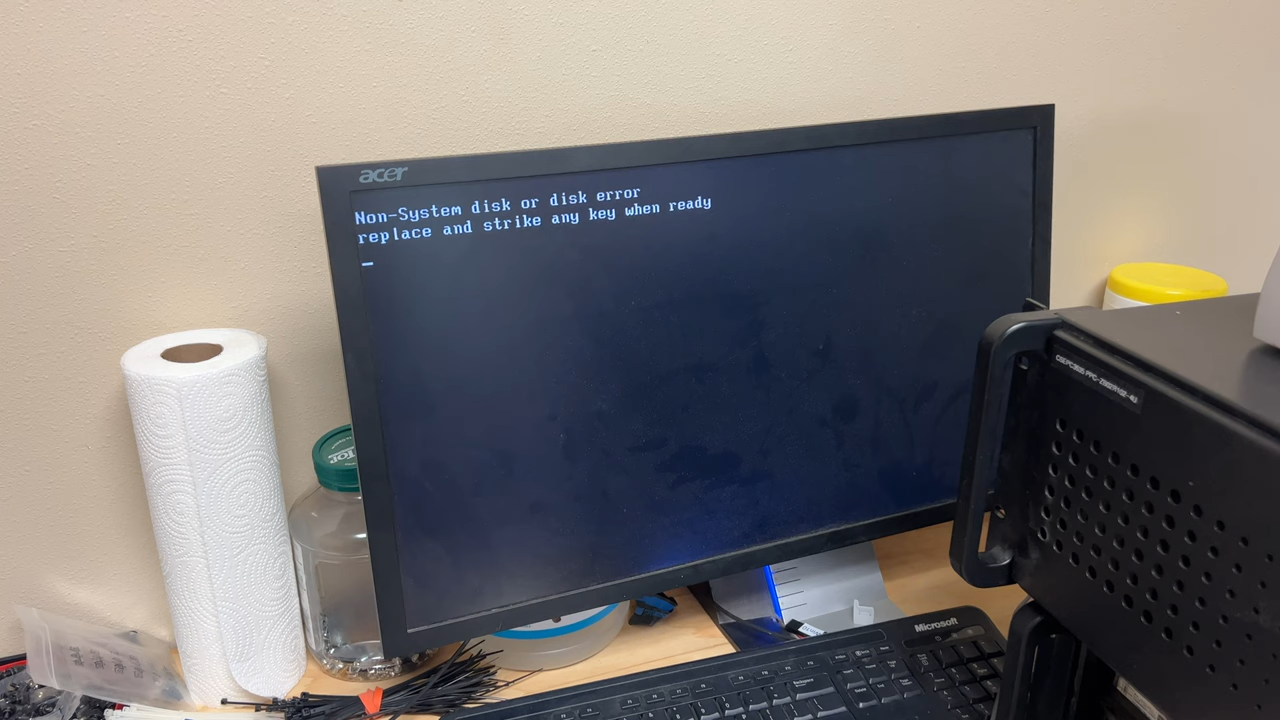 acer
Non-System disk or disk error
replace and strike any key when ready
Microsoft